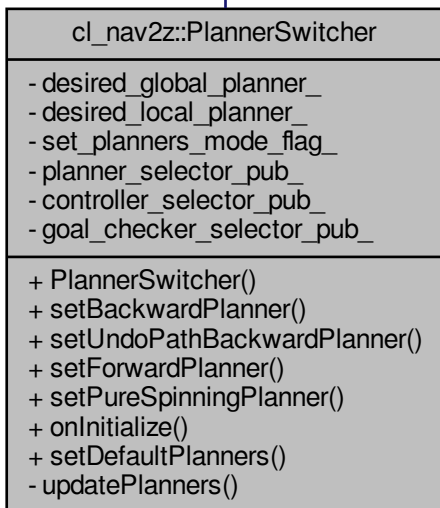 cl_nav2z::PlannerSwitcher
- desired_global_planner_
- desired_local_planner_
- set_planners_mode_flag_
- planner_selector_pub_
- controller_selector_pub_
- goal_checker_selector_pub_
+ PlannerSwitcher()
+ setBackwardPlanner()
+ setUndoPathBackwardPlanner()
+ setForwardPlanner()
+ setPureSpinningPlanner()
+ onInitialize()
+ setDefaultPlanners()
- updatePlanners()